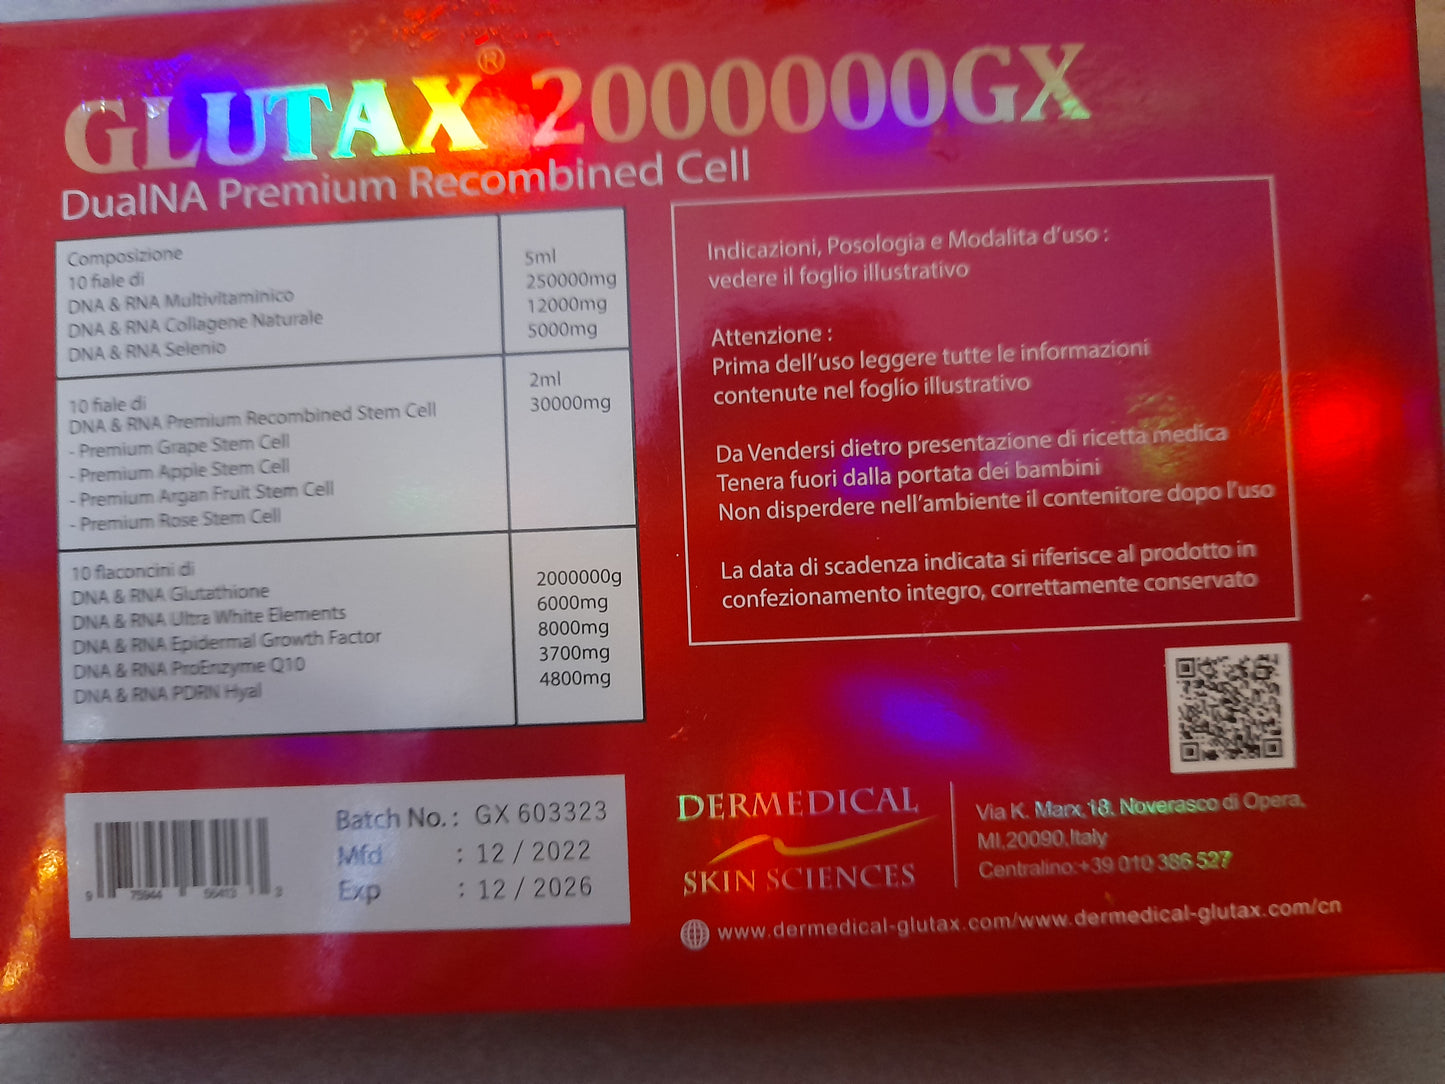 GLUTAX® 2000000GX
DualNA Premium Recombined Cell
Composizione
10 fiale di 5ml
DNA & RNA Multivitaminico 250000mg
DNA & RNA Collagene Naturale 12000mg
DNA & RNA Selenio 5000mg
10 fiale di 2ml
DNA & RNA Premium Recombined Stem Cell 30000mg
- Premium Grape Stem Cell
- Premium Apple Stem Cell
- Premium Argan Fruit Stem Cell
- Premium Rose Stem Cell
10 flaconcini di
DNA & RNA Glutathione 2000000g
DNA & RNA Ultra White Elements 6000mg
DNA & RNA Epidermal Growth Factor 8000mg
DNA & RNA ProEnzyme Q10 3700mg
DNA & RNA PDRN Hyal 4800mg
Indicazioni, Posologia e Modalita d'uso :
vedere il foglio illustrativo
Attenzione :
Prima dell'uso leggere tutte le informazioni
contenute nel foglio illustrativo
Da Vendersi dietro presentazione di ricetta medica
Tenera fuori dalla portata dei bambini
Non disperdere nell'ambiente il contenitore dopo l'uso
La data di scadenza indicata si riferisce al prodotto in
confezionamento integro, correttamente conservato
Batch No. : GX 603323
Mfd : 12 / 2022
Exp : 12 / 2026
DERMEDICAL
SKIN SCIENCES
Via K. Marx,18. Noverasco di Opera,
MI,20090,Italy
Centralino:+39 010 386 527
www.dermedical-glutax.com/www.dermedical-glutax.com/cn